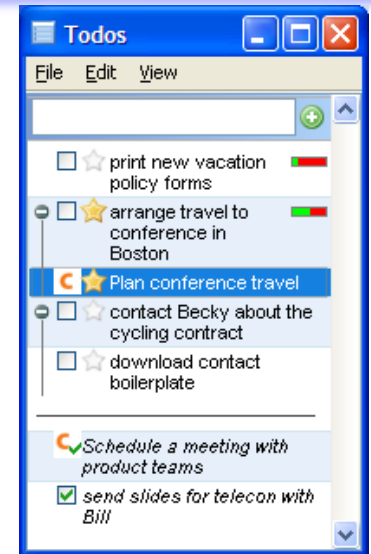 Todos
File Edit View
print new vacation
policy forms
arrange travel to
conference in
Boston
C Plan conference travel
contact Becky about the
cycling contract
download contact
boilerplate
C Schedule a meeting with
product teams
send slides for telecon with
Bill